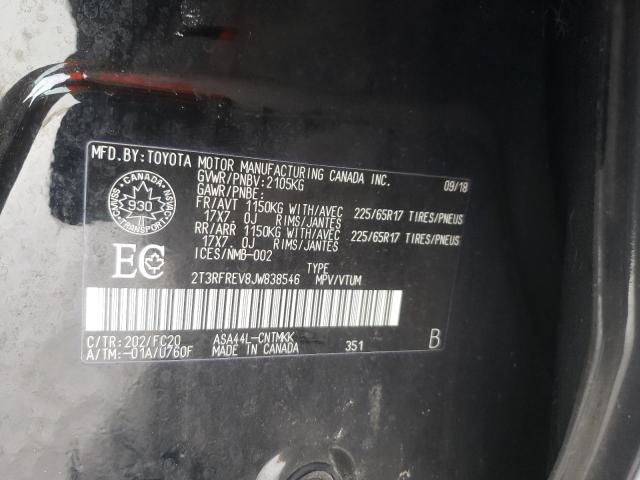 MFD.BY:TOYOTA MOTOR MANUFACTURING CANADA INC. 09/18
GVWR/PNBV:2105KG
GAWR/PNBE:
FR/AVT 1150KG WITH/AVEC 225/65R17 TIRES/PNEUS
17X7.0J RIMS/JANTES
RR/ARR 1150KG WITH/AVEC 225/65R17 TIRES/PNEUS
17X7.0J RIMS/JANTES
ICES/NMB-002
CANADA
930
TRANSPORT
EC
TYPE
2T3RFREV8JW838546 MPV/VTUM
C/TR:202/FC20 ASA44L-CNTMKK
A/TM:-01A/U760F MADE IN CANADA 351 B